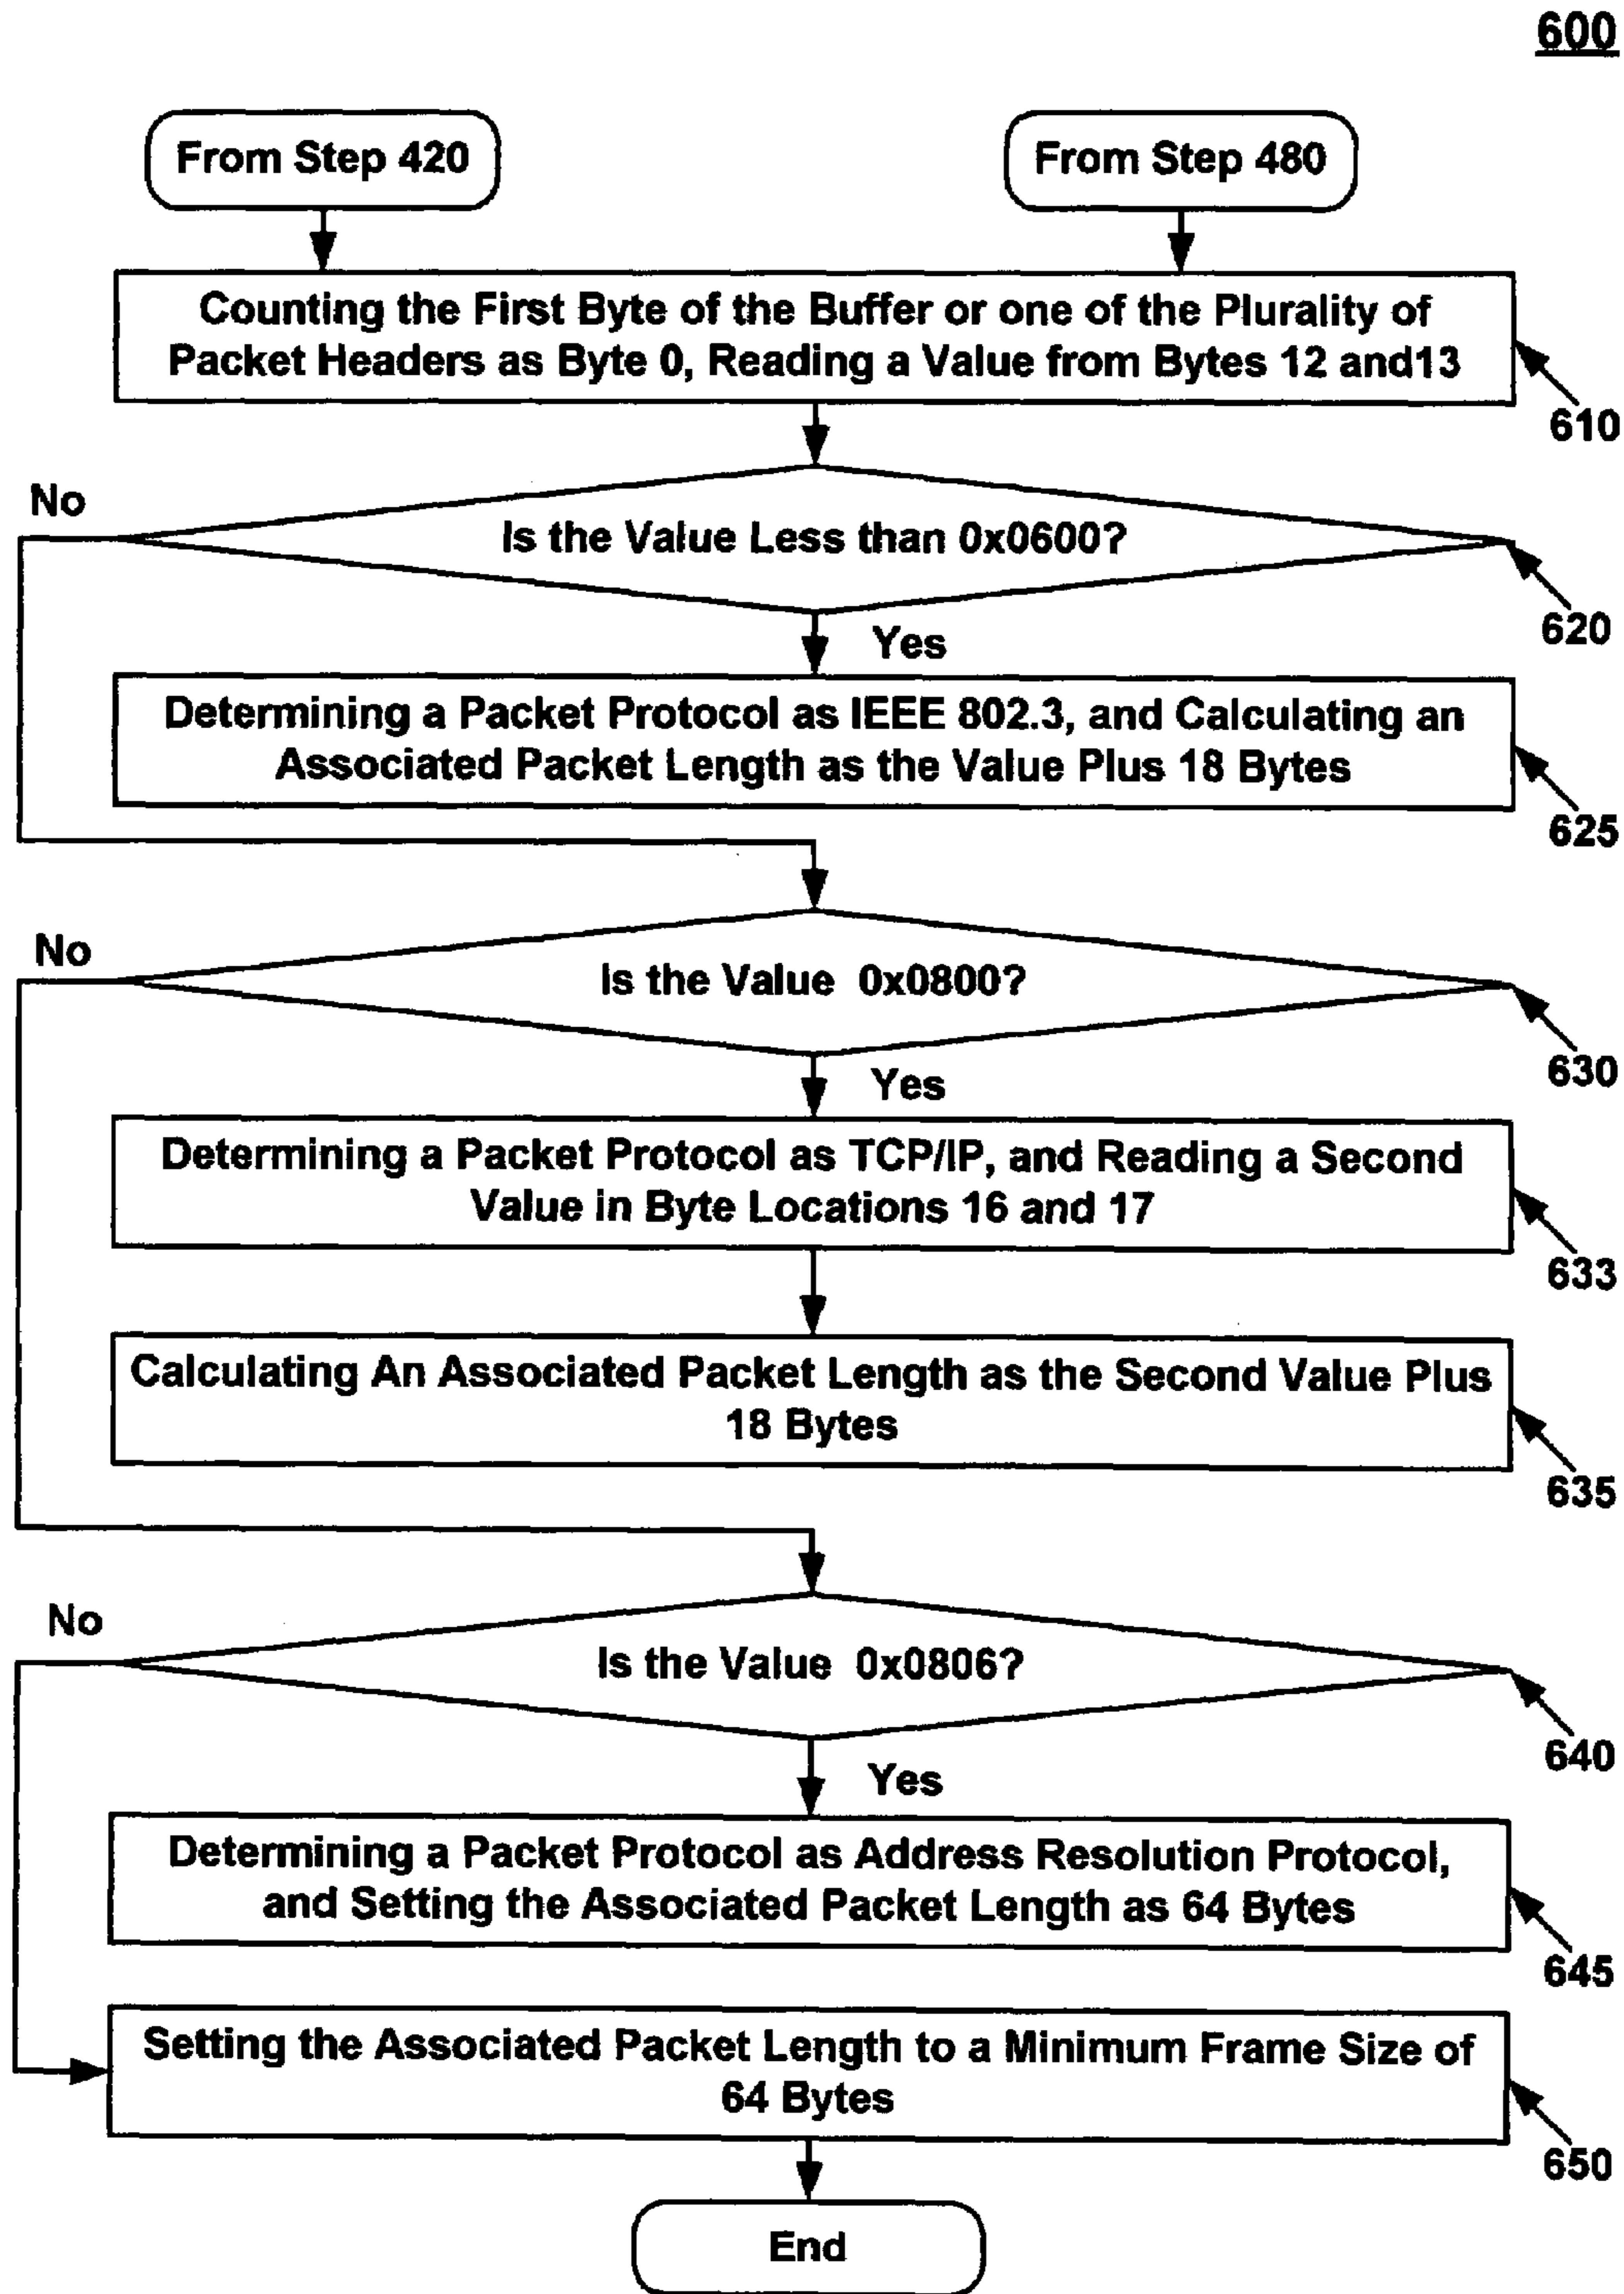 600
From Step 420
From Step 480
Counting the First Byte of the Buffer or one of the Plurality of
Packet Headers as Byte 0, Reading a Value from Bytes 12 and13
610
No
Is the Value Less than 0x0600?
620
Yes
Determining a Packet Protocol as IEEE 802.3, and Calculating an
Associated Packet Length as the Value Plus 18 Bytes
625
No
Is the Value 0x0800?
630
Yes
Determining a Packet Protocol as TCP/IP, and Reading a Second
Value in Byte Locations 16 and 17
633
Calculating An Associated Packet Length as the Second Value Plus
18 Bytes
635
No
Is the Value 0x0806?
640
Yes
Determining a Packet Protocol as Address Resolution Protocol,
and Setting the Associated Packet Length as 64 Bytes
645
Setting the Associated Packet Length to a Minimum Frame Size of
64 Bytes
650
End